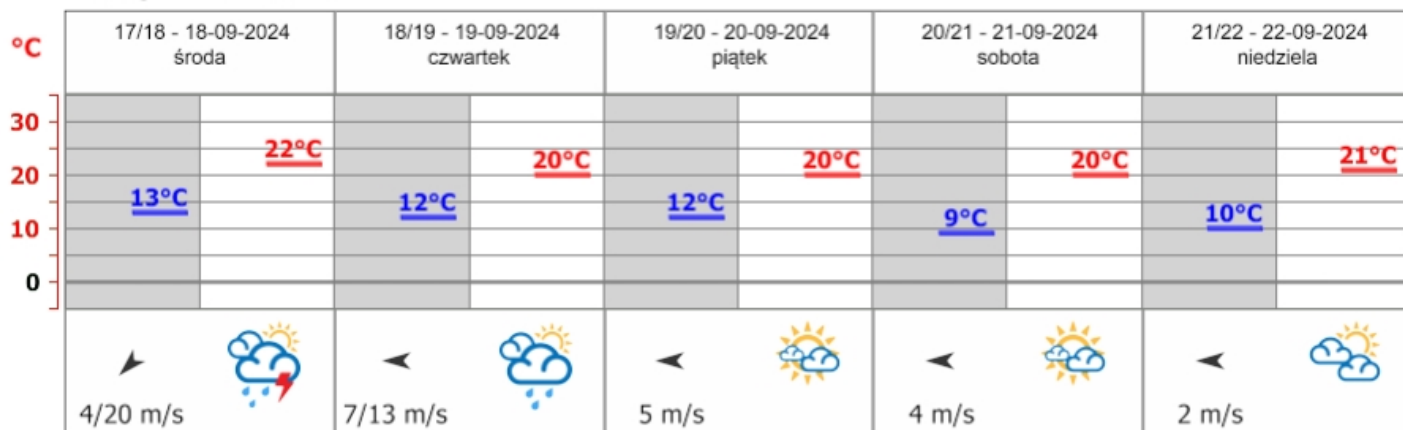 17/18 - 18-09-2024 18/19 - 19-09-2024 19/20 - 20-09-2024 20/21 - 21-09-2024 21/22 - 22-09-2024
°C środa czwartek piątek sobota niedziela
30
22°C 20°C 20°C 20°C 21°C
20
13°C 12°C 12°C 9°C 10°C
10
0
4/20 m/s 7/13 m/s 5 m/s 4 m/s 2 m/s